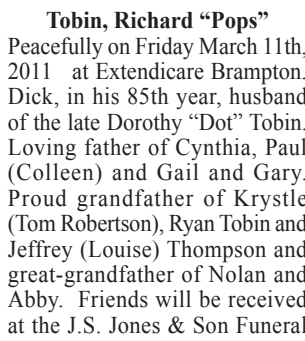 Tobin, Richard “Pops”
Peacefully on Friday March 11th,
2011 at Extendicare Brampton.
Dick, in his 85th year, husband
of the late Dorothy “Dot” Tobin.
Loving father of Cynthia, Paul
(Colleen) and Gail and Gary.
Proud grandfather of Krystle
(Tom Robertson), Ryan Tobin and
Jeffrey (Louise) Thompson and
great-grandfather of Nolan and
Abby. Friends will be received
at the J.S. Jones & Son Funeral